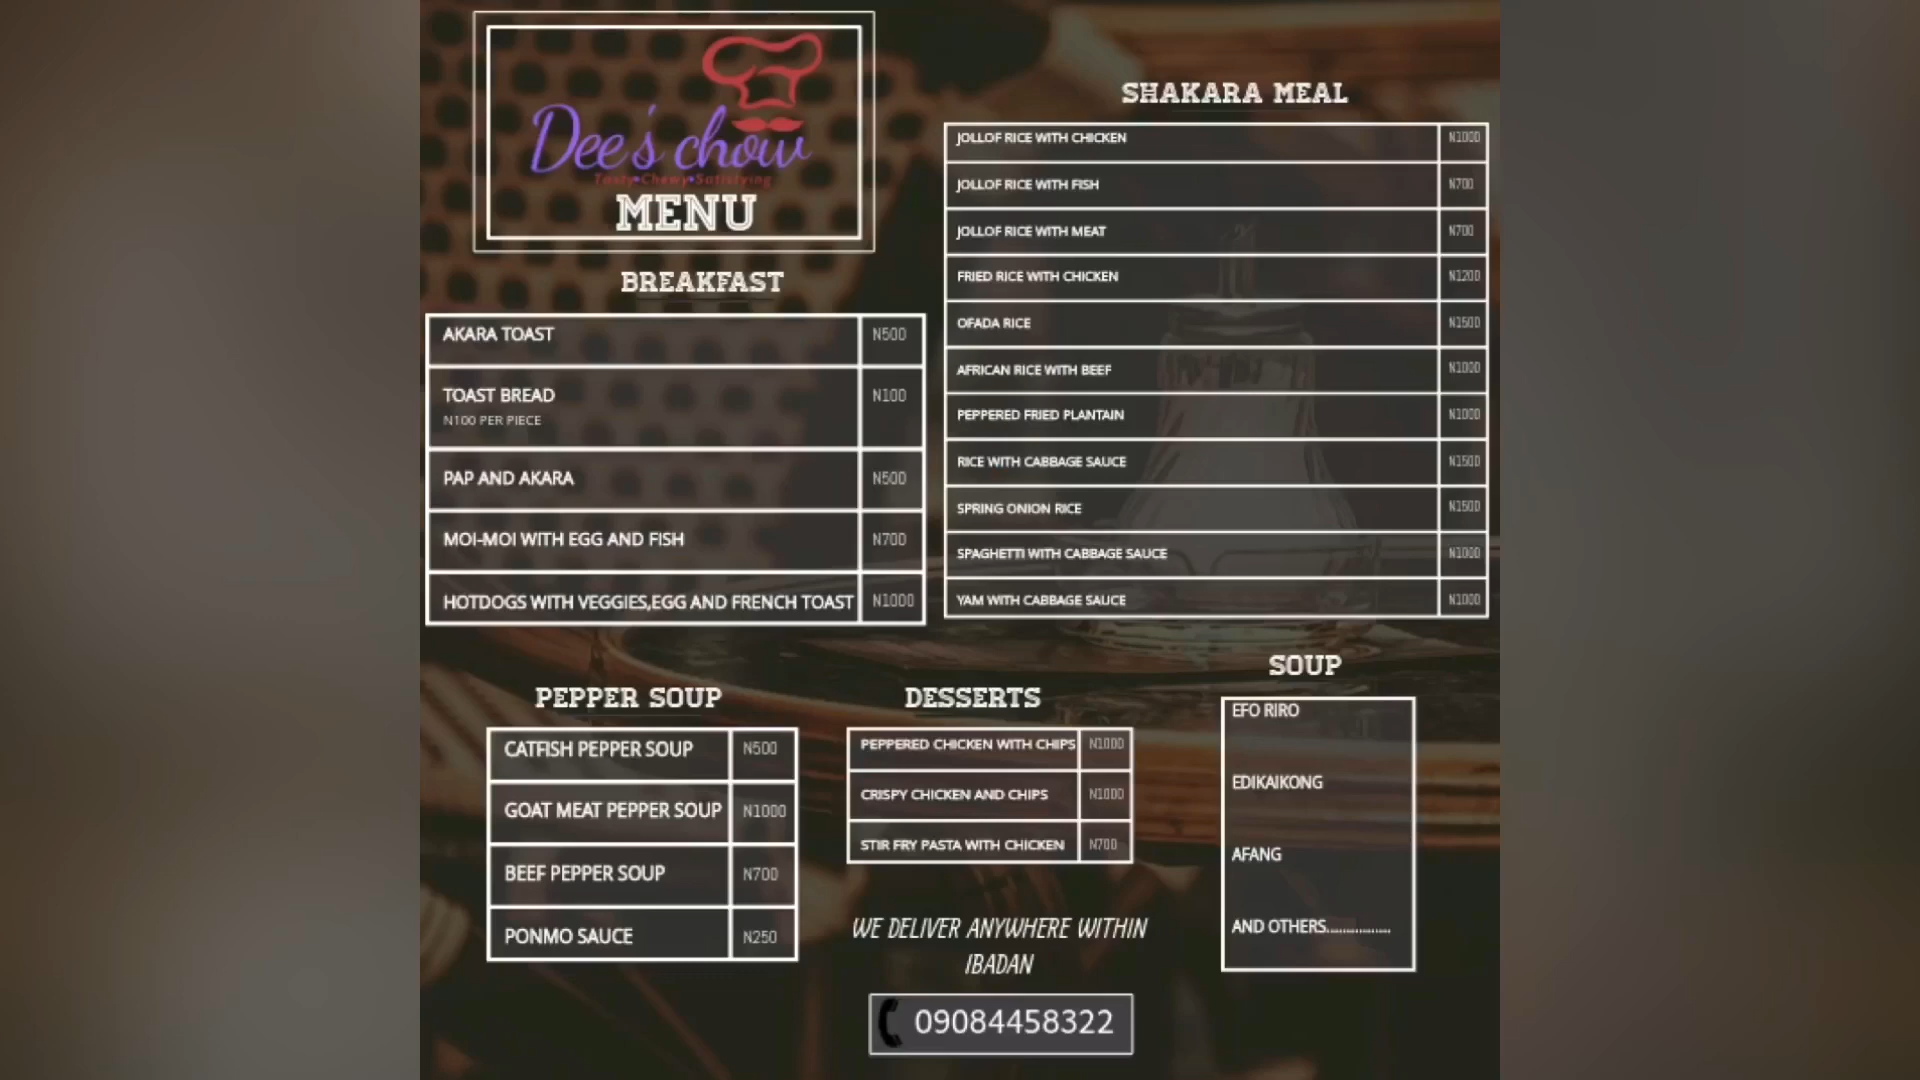 Dee's chow
Tasty•Chewy•Satisfying
MENU
BREAKFAST
AKARA TOAST N500
TOAST BREAD N100
N100 PER PIECE
PAP AND AKARA N500
MOI-MOI WITH EGG AND FISH N700
HOTDOGS WITH VEGGIES,EGG AND FRENCH TOAST N1000
SHAKARA MEAL
JOLLOF RICE WITH CHICKEN N1000
JOLLOF RICE WITH FISH N700
JOLLOF RICE WITH MEAT N700
FRIED RICE WITH CHICKEN N1200
OFADA RICE N1500
AFRICAN RICE WITH BEEF N1000
PEPPERED FRIED PLANTAIN N1000
RICE WITH CABBAGE SAUCE N1500
SPRING ONION RICE N1500
SPAGHETTI WITH CABBAGE SAUCE N1000
YAM WITH CABBAGE SAUCE N1000
PEPPER SOUP
CATFISH PEPPER SOUP N500
GOAT MEAT PEPPER SOUP N1000
BEEF PEPPER SOUP N700
PONMO SAUCE N250
DESSERTS
PEPPERED CHICKEN WITH CHIPS N1000
CRISPY CHICKEN AND CHIPS N1000
STIR FRY PASTA WITH CHICKEN N700
SOUP
EFO RIRO
EDIKAIKONG
AFANG
AND OTHERS.................
WE DELIVER ANYWHERE WITHIN
IBADAN
09084458322